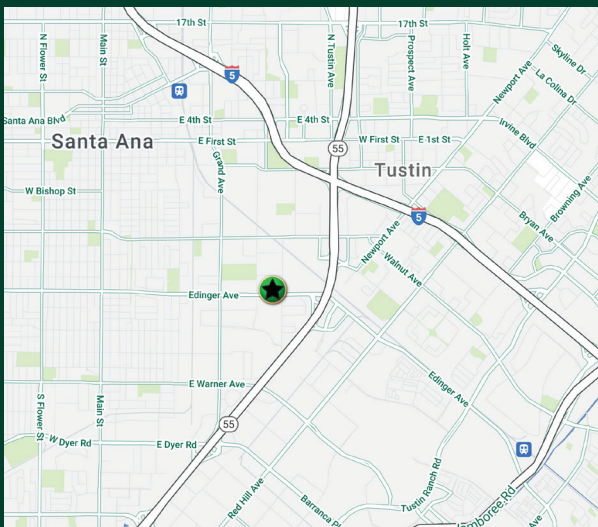 17th St
17th St
N Flower St
Main St
N Tustin Ave
Prospect Ave
Holt Ave
Skyline Dr
Newport Ave
La Colina Dr
5
Santa Ana Blvd
E 4th St
E 4th St
Irvine Blvd
Santa Ana
E First St
W First St
E 1st St
55
Tustin
Grand Ave
W Bishop St
Browning Ave
5
Bryan Ave
Newport Ave
Walnut Ave
Edinger Ave
E Warner Ave
Edinger Ave
S Flower St
Main St
55
W Dyer Rd
E Dyer Rd
Tustin Ranch Rd
Red Hill Ave
Barranca